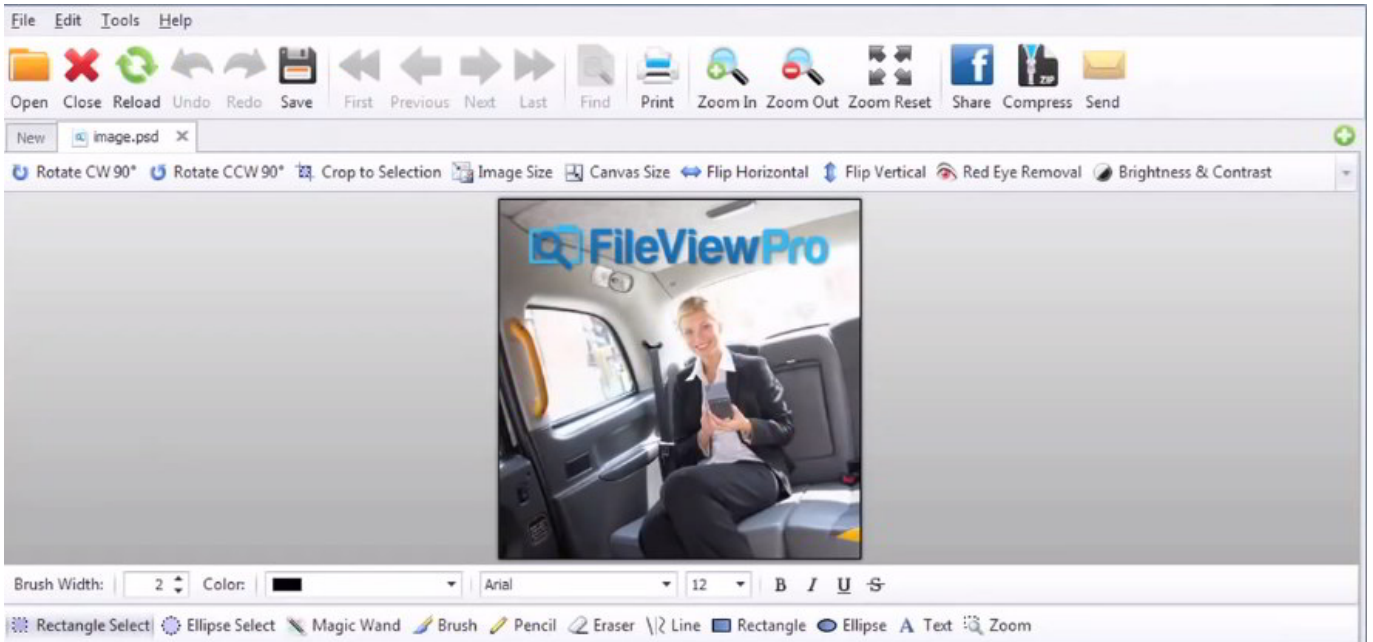 File Edit Tools Help
Open Close Reload Undo Redo Save First Previous Next Last Find Print Zoom In Zoom Out Zoom Reset Share Compress Send
ZIP
New image.psd
Rotate CW 90° Rotate CCW 90° Crop to Selection Image Size Canvas Size Flip Horizontal Flip Vertical Red Eye Removal Brightness & Contrast
FileViewPro
Brush Width: 2 Color: Arial 12 B I U S
Rectangle Select Ellipse Select Magic Wand Brush Pencil Eraser Line Rectangle Ellipse A Text Zoom